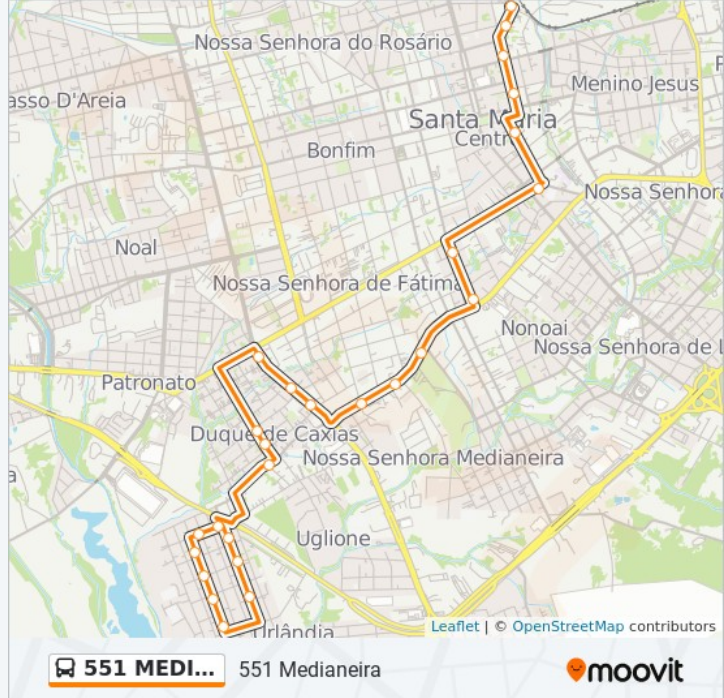 Nossa Senhora do Rosário
Menino Jesus
asso D'Areia
Santa Maria
Centr
Bonfim
Nossa Senhora
Noal
Nossa Senhora de Fátima
Nonoai
Nossa Senhora de L
Patronato
Duque de Caxias
Nossa Senhora Medianeira
a
Uglione
Urlândia
Leaflet | © OpenStreetMap contributors
551 MEDI...
551 Medianeira
moovit